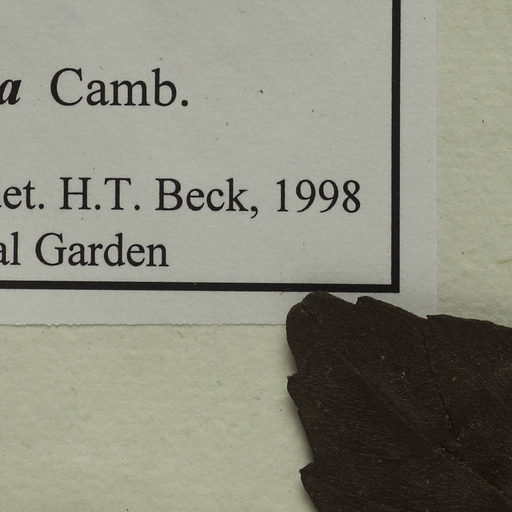 a Camb.
et. H.T. Beck, 1998
al Garden